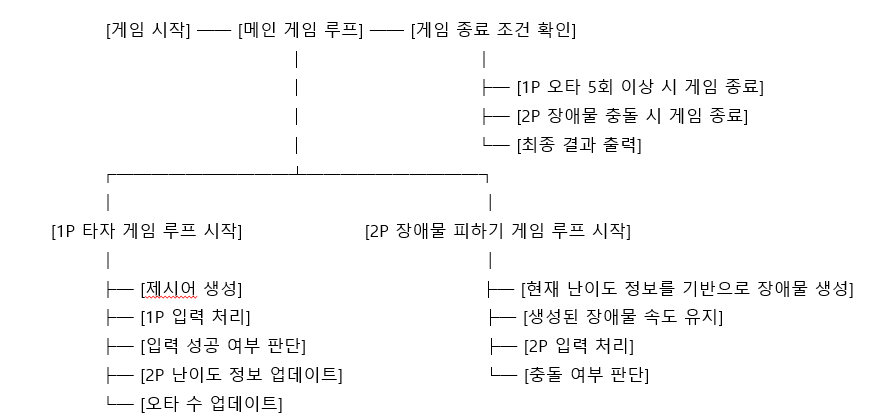 [게임 시작] ─── [메인 게임 루프] ─── [게임 종료 조건 확인]
[1P 오타 5회 이상 시 게임 종료]
[2P 장애물 충돌 시 게임 종료]
[최종 결과 출력]
[1P 타자 게임 루프 시작] [2P 장애물 피하기 게임 루프 시작]
[제시어 생성] [현재 난이도 정보를 기반으로 장애물 생성]
[1P 입력 처리] [생성된 장애물 속도 유지]
[입력 성공 여부 판단] [2P 입력 처리]
[2P 난이도 정보 업데이트] [충돌 여부 판단]
[오타 수 업데이트]